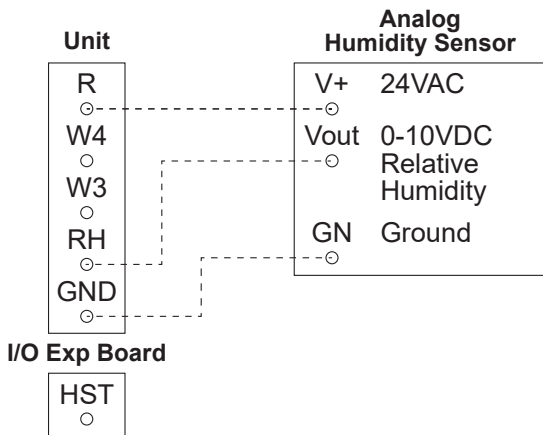 Unit
R
W4
W3
RH
GND
I/O Exp Board
HST
Analog
Humidity Sensor
V+ 24VAC
Vout 0-10VDC
Relative
Humidity
GN Ground